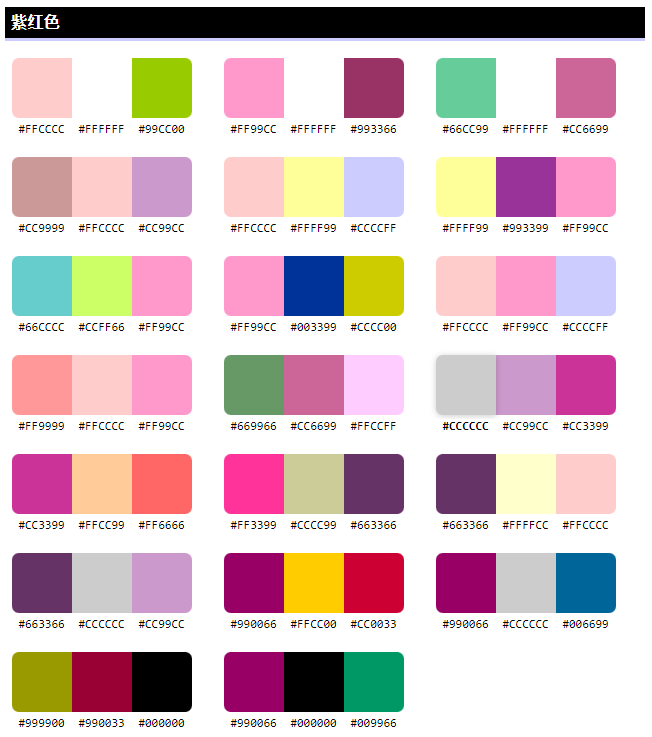 紫红色
#FFCCCC #FFFFFF #99CC00 #FF99CC #FFFFFF #993366 #66CC99 #FFFFFF #CC6699
#CC9999 #FFCCCC #CC99CC #FFCCCC #FFFF99 #CCCCFF #FFFF99 #993399 #FF99CC
#66CCCC #CCFF66 #FF99CC #FF99CC #003399 #CCCC00 #FFCCCC #FF99CC #CCCCFF
#FF9999 #FFCCCC #FF99CC #669966 #CC6699 #FFCCFF #CCCCCC #CC99CC #CC3399
#CC3399 #FFCC99 #FF6666 #FF3399 #CCCC99 #663366 #663366 #FFFFCC #FFCCCC
#663366 #CCCCCC #CC99CC #990066 #FFCC00 #CC0033 #990066 #CCCCCC #006699
#999900 #990033 #000000 #990066 #000000 #009966